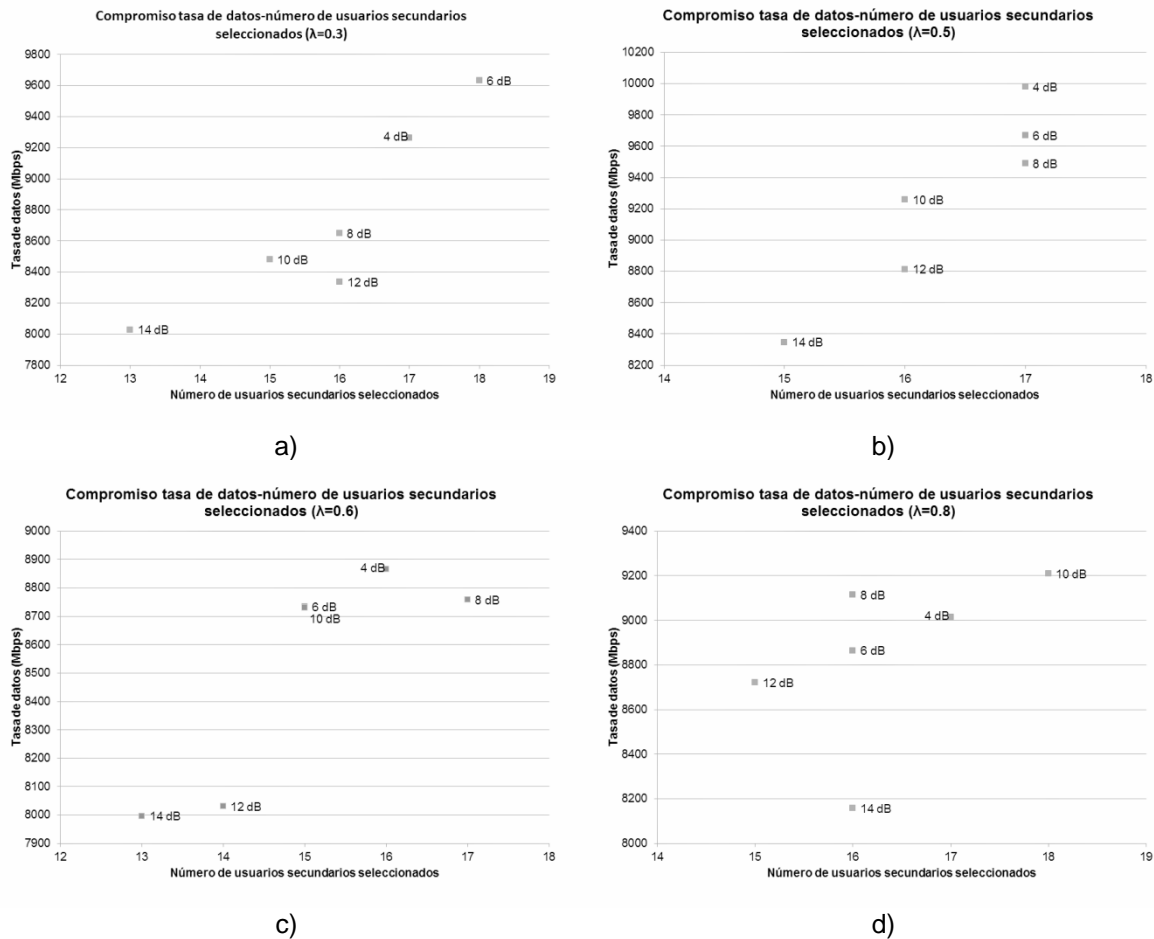 Compromiso tasa de datos-número de usuarios secundarios
seleccionados (λ=0.3)
Tasa de datos (Mbps)
9800
9600
9400
9200
9000
8800
8600
8400
8200
8000
7800
6 dB
4 dB
8 dB
10 dB
12 dB
14 dB
12 13 14 15 16 17 18 19
Número de usuarios secundarios seleccionados
a)
Compromiso tasa de datos-número de usuarios secundarios
seleccionados (λ=0.5)
Tasa de datos (Mbps)
10200
10000
9800
9600
9400
9200
9000
8800
8600
8400
8200
4 dB
6 dB
8 dB
10 dB
12 dB
14 dB
14 15 16 17 18
Número de usuarios secundarios seleccionados
b)
Compromiso tasa de datos-número de usuarios secundarios
seleccionados (λ=0.6)
Tasa de datos (Mbps)
9000
8900
8800
8700
8600
8500
8400
8300
8200
8100
8000
7900
4 dB
8 dB
6 dB
10 dB
12 dB
14 dB
12 13 14 15 16 17 18
Número de usuarios secundarios seleccionados
c)
Compromiso tasa de datos-número de usuarios secundarios
seleccionados (λ=0.8)
Tasa de datos (Mbps)
9400
9200
9000
8800
8600
8400
8200
8000
10 dB
8 dB
4 dB
6 dB
12 dB
14 dB
14 15 16 17 18 19
Número de usuarios secundarios seleccionados
d)